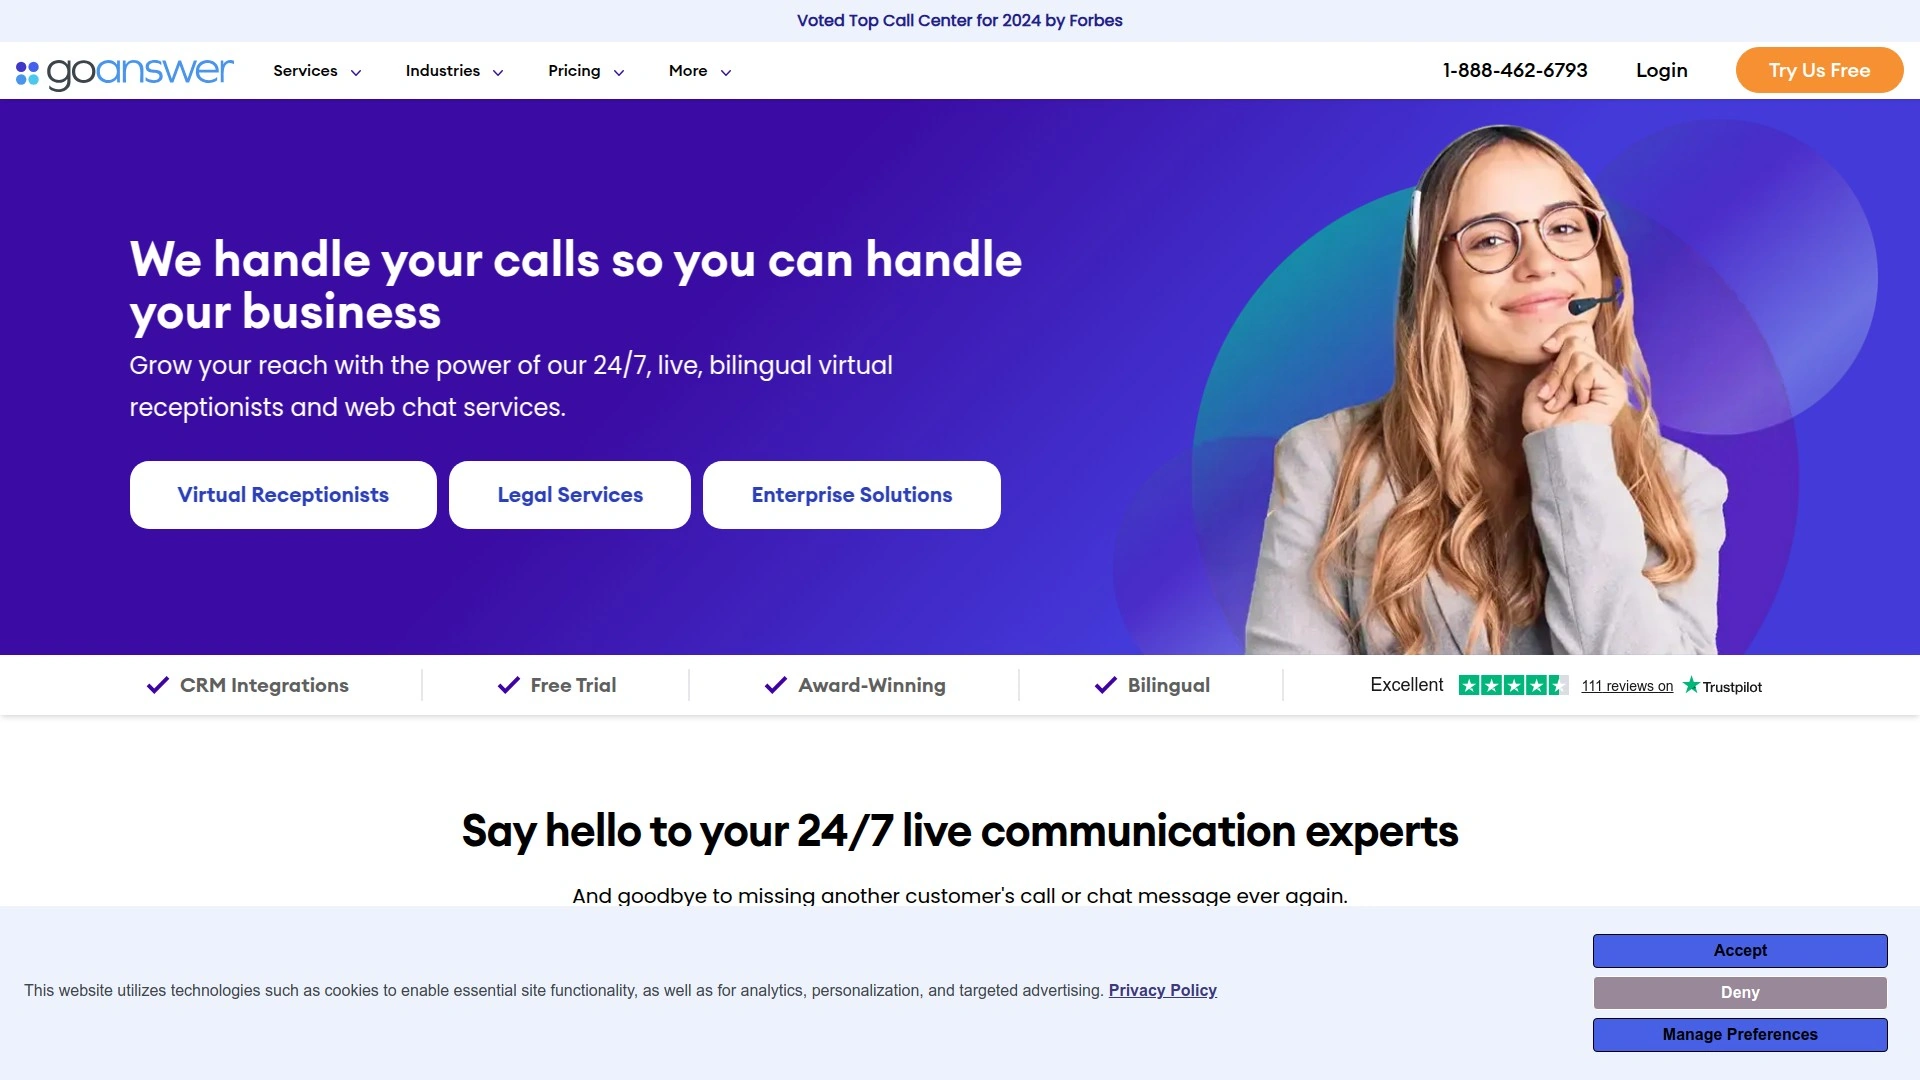 Voted Top Call Center for 2024 by Forbes
goanswer
Services
Industries
Pricing
More
1-888-462-6793
Login
Try Us Free
We handle your calls so you can handle
your business
Grow your reach with the power of our 24/7, live, bilingual virtual
receptionists and web chat services.
Virtual Receptionists
Legal Services
Enterprise Solutions
CRM Integrations
Free Trial
Award-Winning
Bilingual
Excellent
111 reviews on
Trustpilot
Say hello to your 24/7 live communication experts
And goodbye to missing another customer's call or chat message ever again.
This website utilizes technologies such as cookies to enable essential site functionality, as well as for analytics, personalization, and targeted advertising. Privacy Policy
Accept
Deny
Manage Preferences